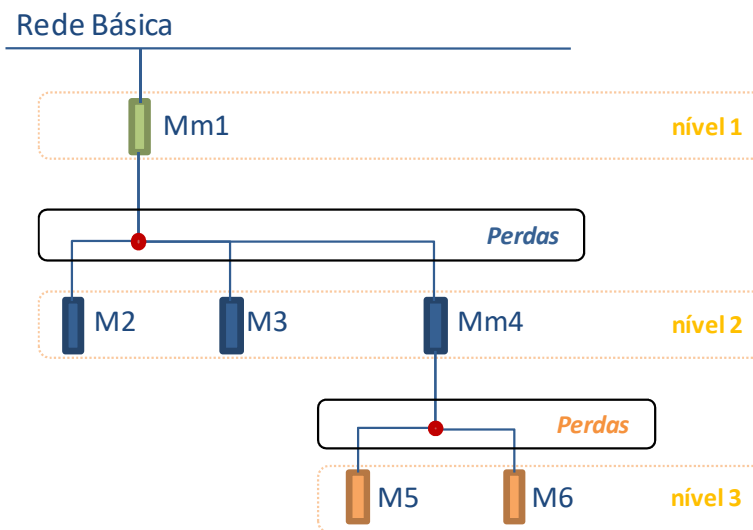 Rede Básica
Mm1
nível 1
Perdas
M2
M3
Mm4
nível 2
Perdas
M5
M6
nível 3